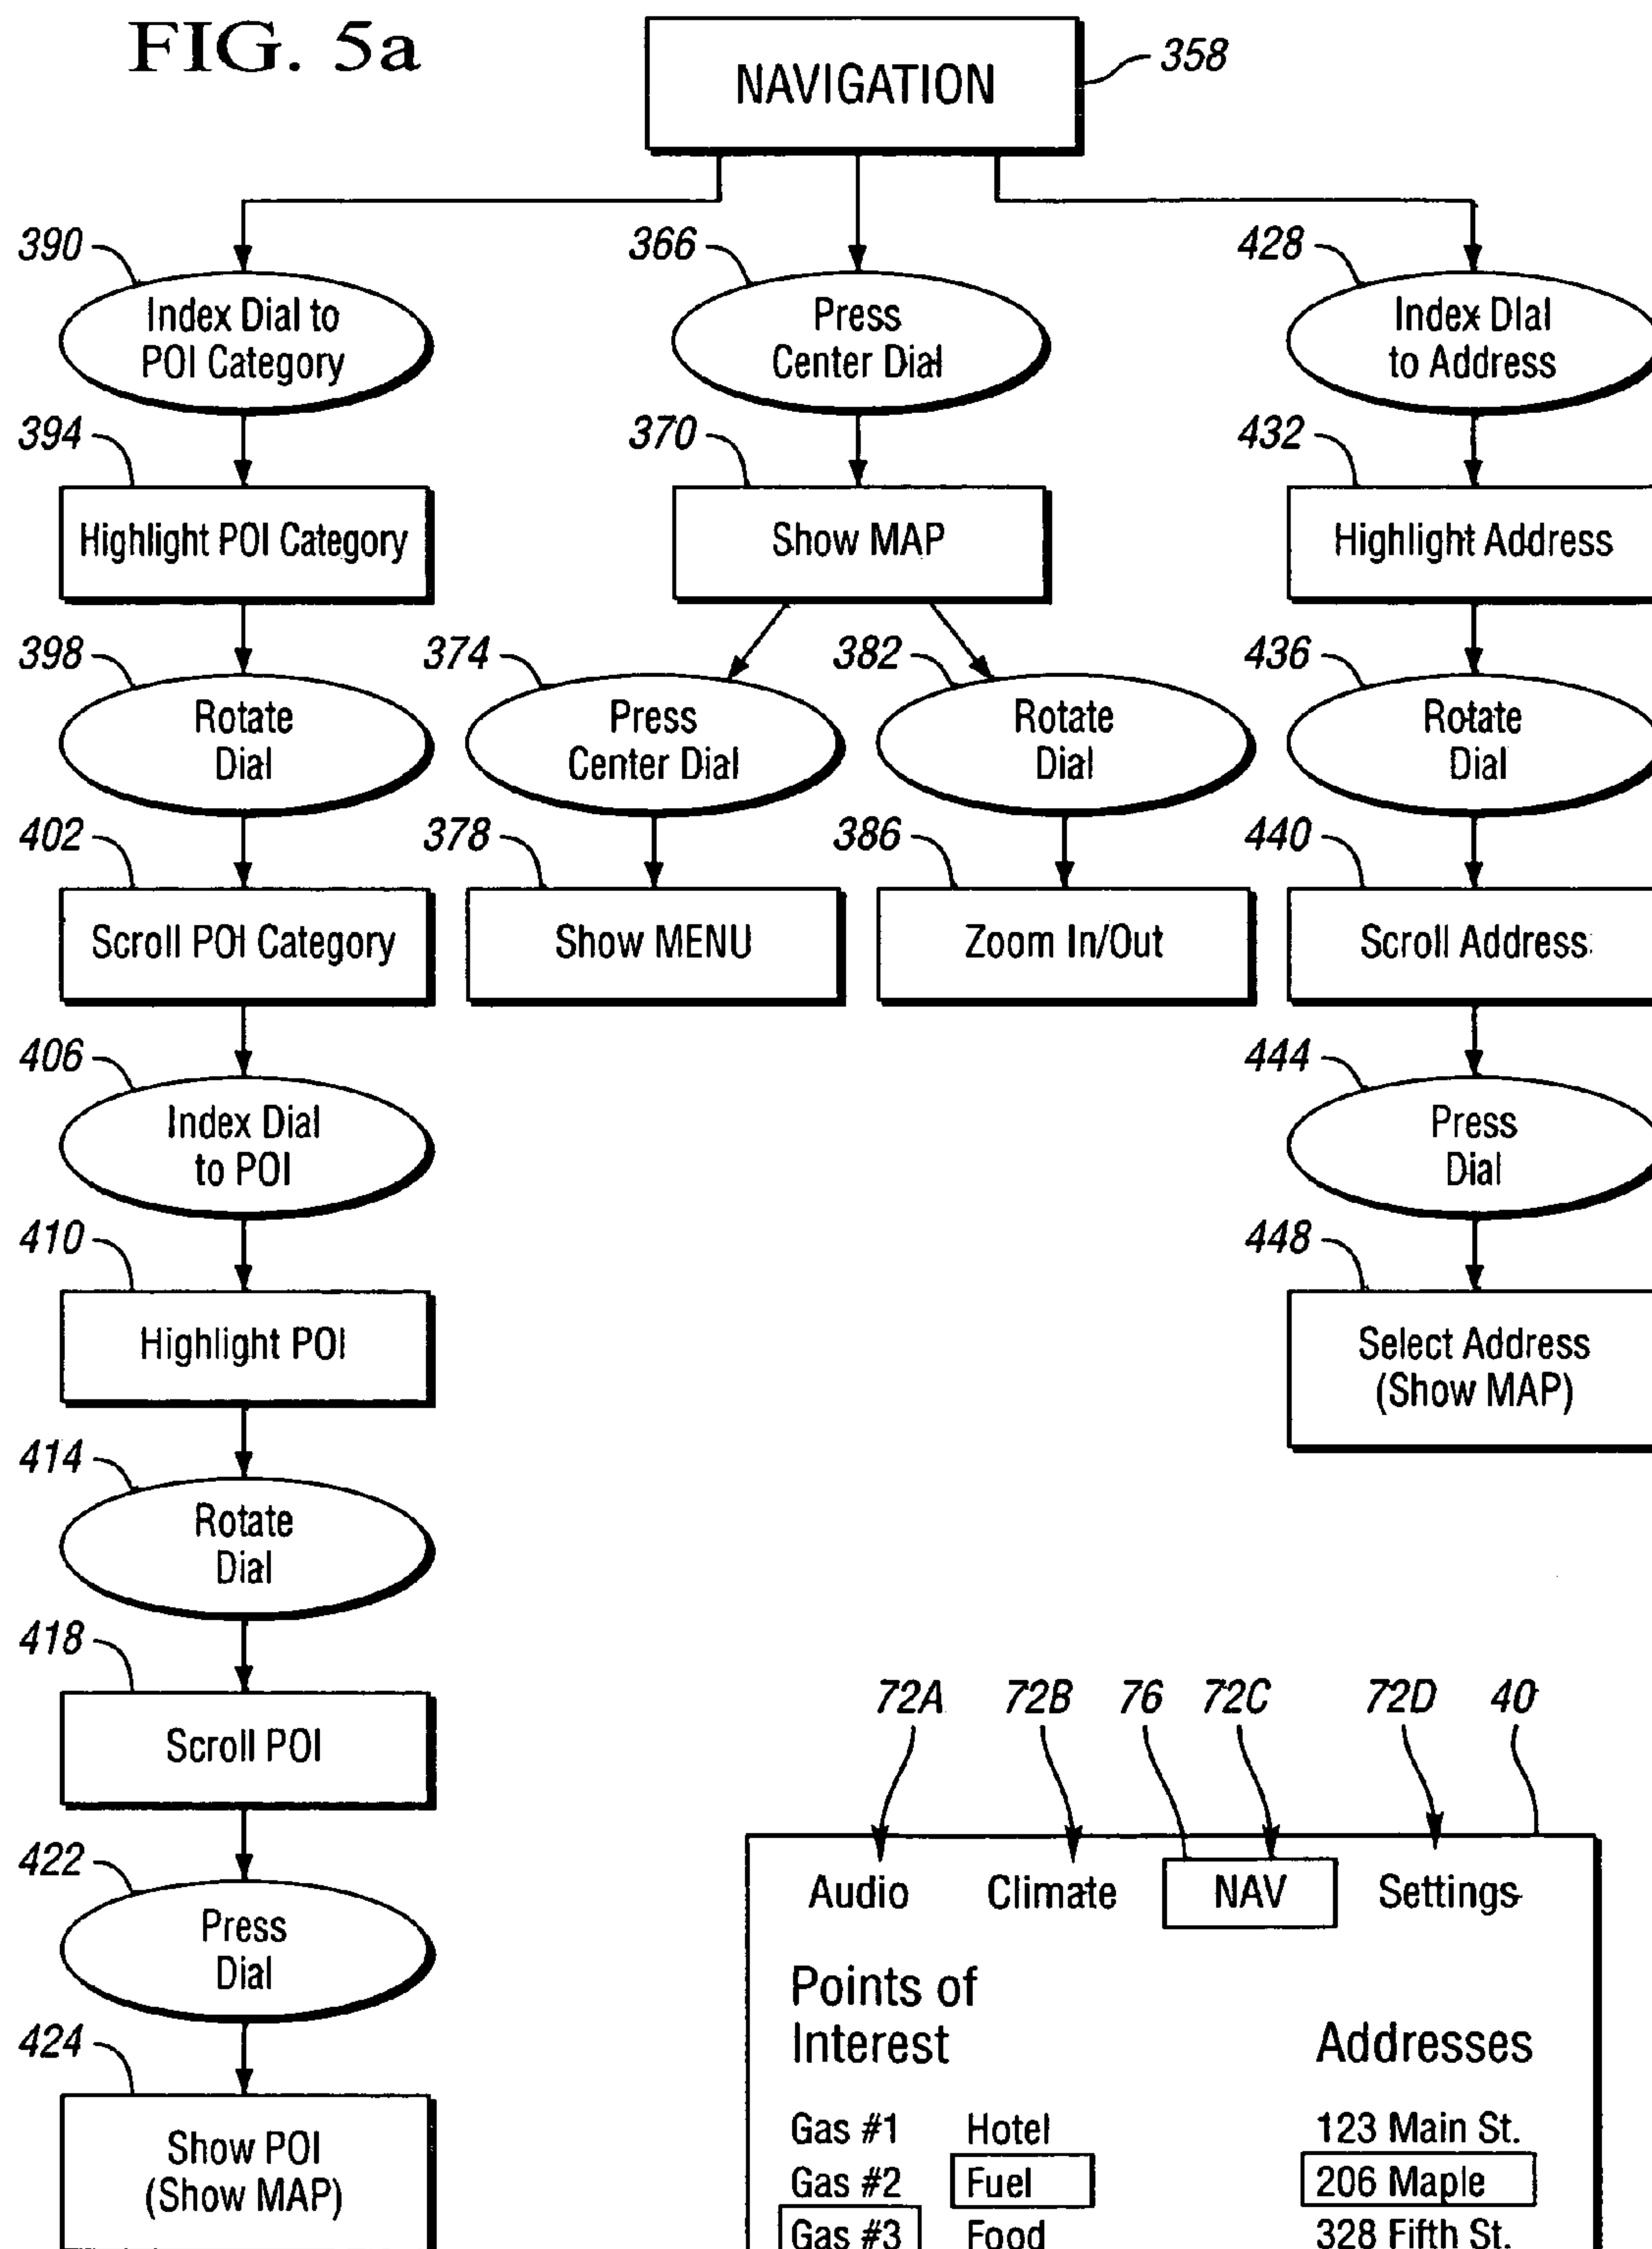 FIG. 5a
NAVIGATION
358
390
366
428
Index Dial to
POI Category
Press
Center Dial
Index DIal
to Address
394
370
432
Highlight POI Category
Show MAP
Highlight Address
398
374
382
436
Rotate
Dial
Press
Center Dial
Rotate
Dial
Rotate
Dial
402
378
386
440
Scroll POI Category
Show MENU
Zoom In/Out
Scroll Address
406
444
Index Dial
to POI
Press
Dial
410
448
Highlight POI
Select Address
(Show MAP)
414
Rotate
Dial
418
Scroll POI
422
Press
Dial
424
Show POI
(Show MAP)
72A 72B 76 72C 72D 40
Audio Climate NAV Settings
Points of
Interest
Addresses
Gas #1 Hotel 123 Main St.
Gas #2 Fuel 206 Maple
Gas #3 Food 328 Fifth St.